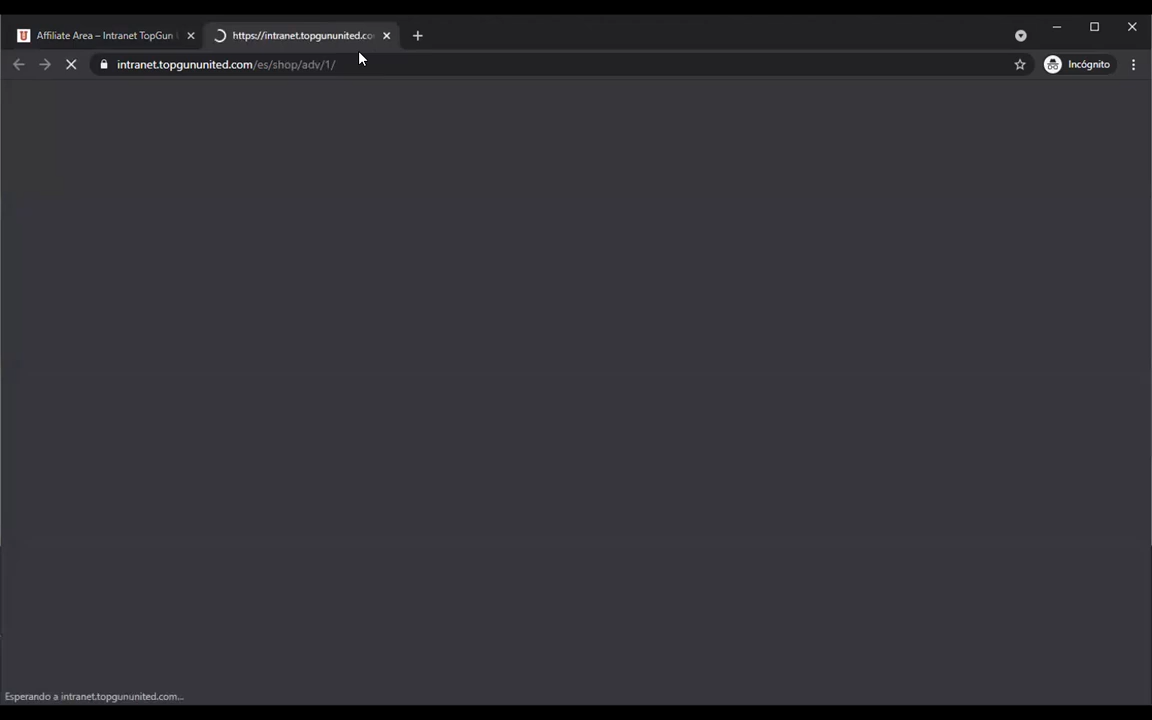 Affiliate Area – Intranet TopGun
https://intranet.topgununited.co
intranet.topgununited.com/es/shop/adv/1/
Incógnito
Esperando a intranet.topgununited.com...